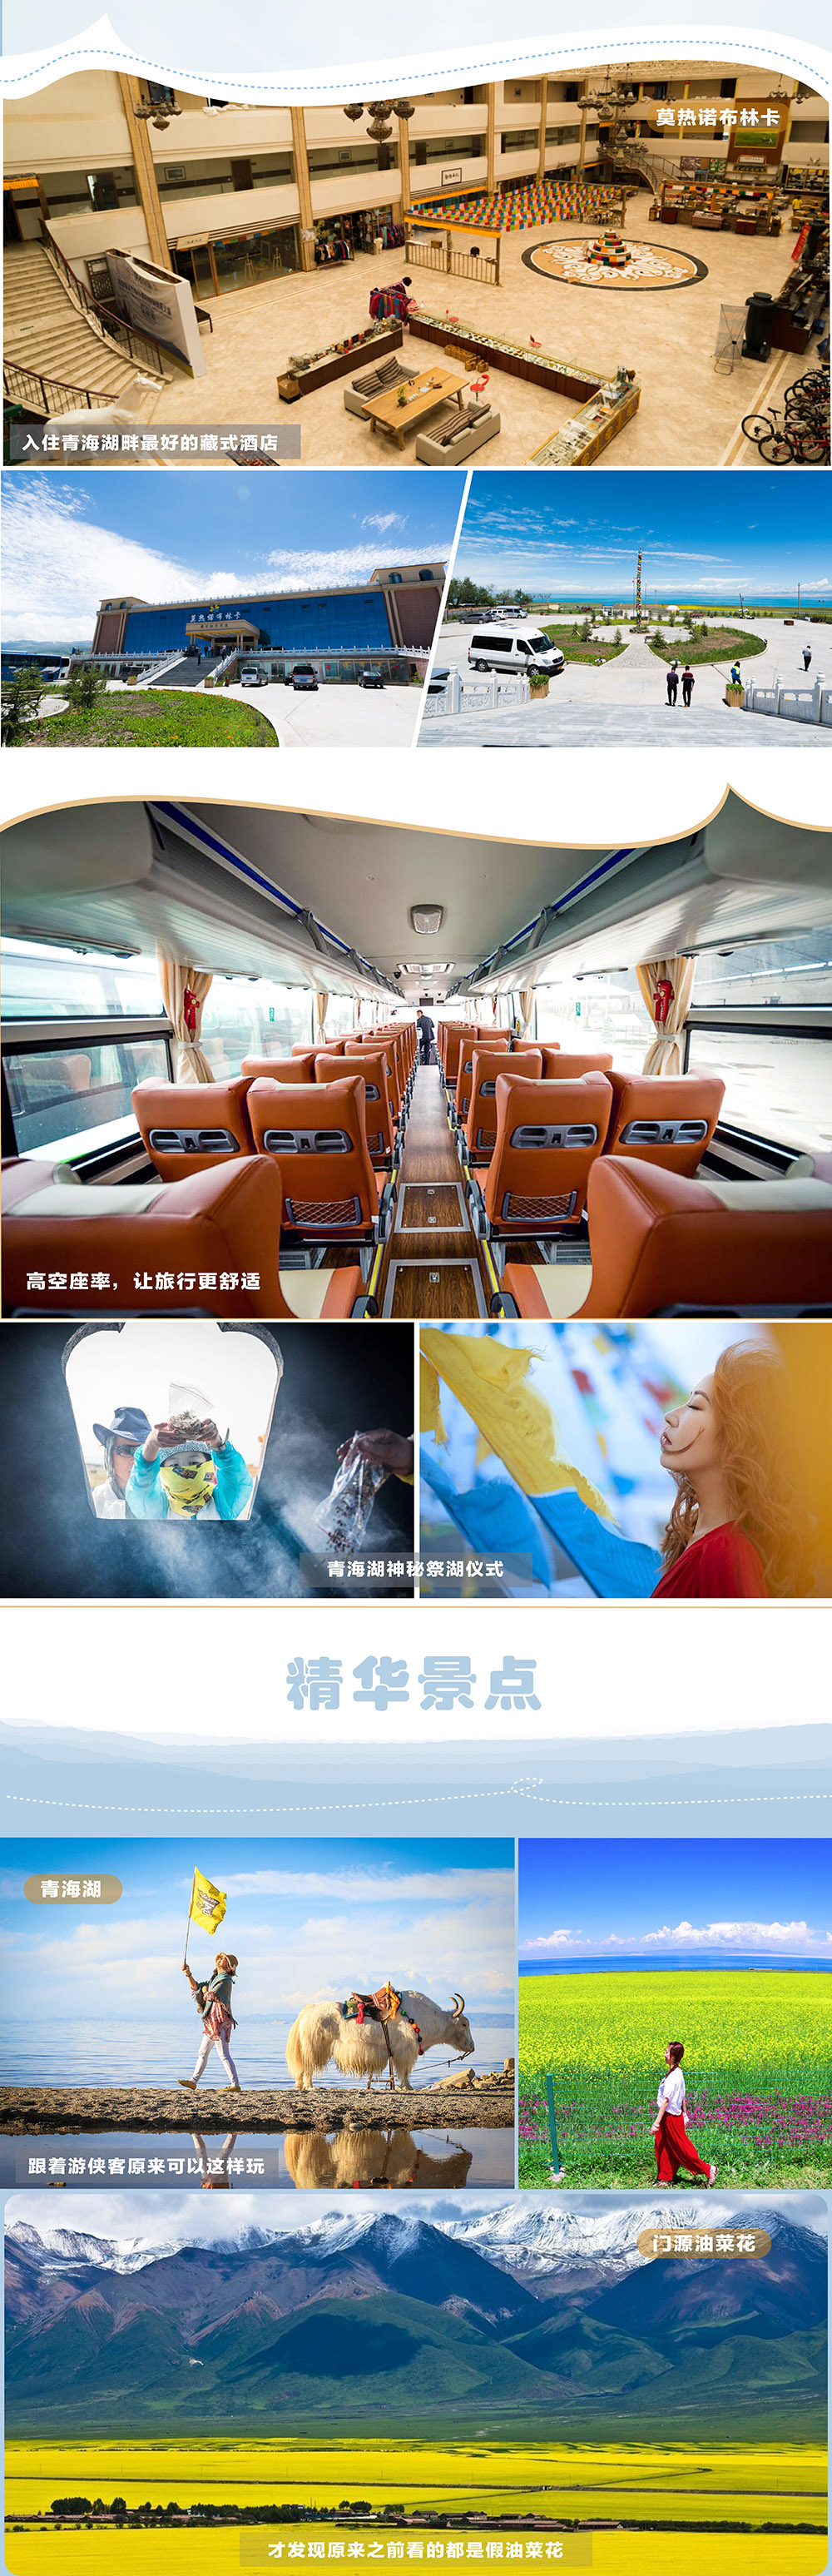 莫热诺布林卡
入住青海湖畔最好的藏式酒店
莫热诺布林卡
高空座率，让旅行更舒适
青海湖神秘祭湖仪式
精华景点
青海湖
跟着游侠客原来可以这样玩
门源油菜花
才发现原来之前看的都是假油菜花